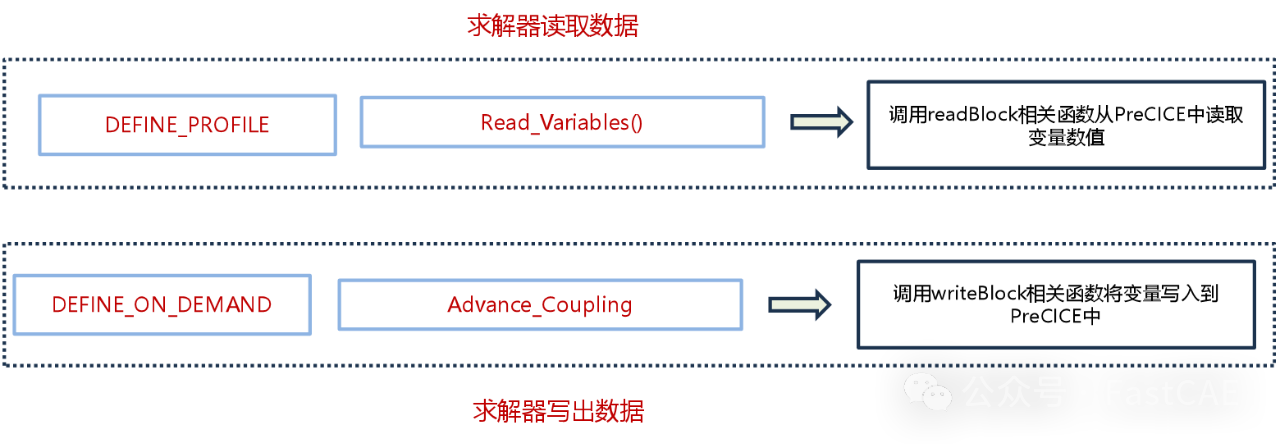 求解器读取数据
DEFINE_PROFILE
Read_Variables()
调用readBlock相关函数从PreCICE中读取
变量数值
DEFINE_ON_DEMAND
Advance_Coupling
调用writeBlock相关函数将变量写入到
PreCICE中
公众号 FastCAD
求解器写出数据